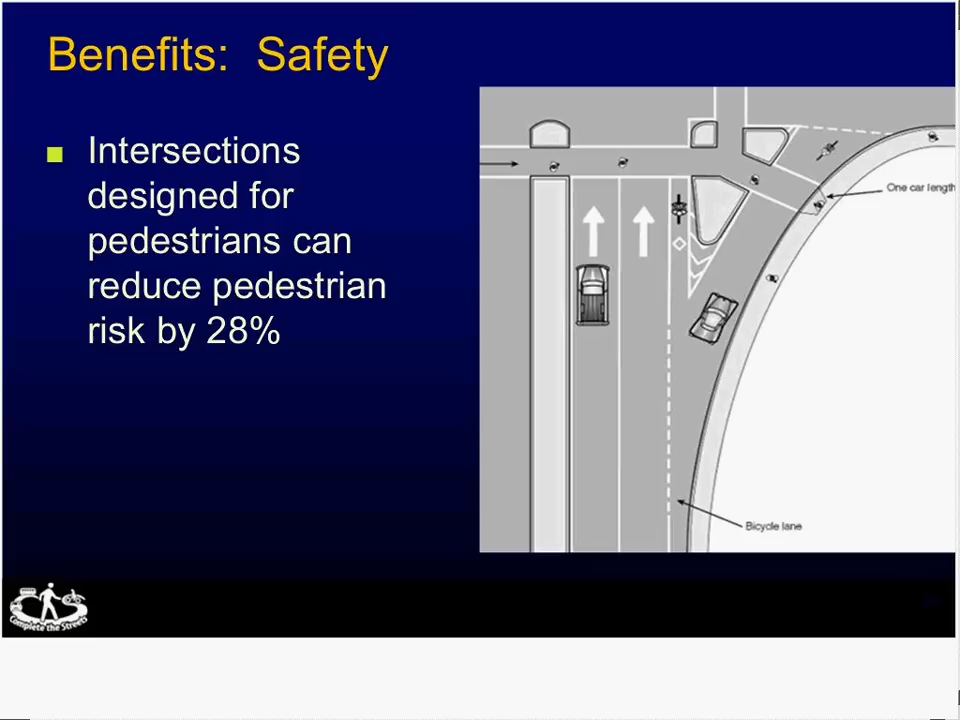 Benefits: Safety
Intersections
designed for
pedestrians can
reduce pedestrian
risk by 28%
One car length
Bicycle lane
Complete the Streets